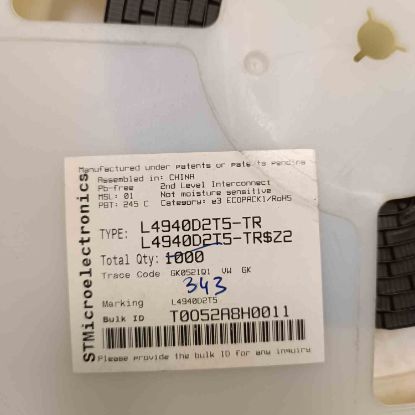 Manufactured under patents or patents pending
Assembled in: CHINA
Pb-free 2nd Level Interconnect
MSL: 01 Not moisture sensitive
PBT: 245 C Category: e3 ECOPACK1/RoHS
TYPE: L4940D2T5-TR
L4940D2T5-TR$Z2
Total Qty: 1000
Trace Code GK0521Q1 VW GK
343
Marking L4940D2T5
Bulk ID T0052A8H0011
Please provide the bulk ID for any inquiry
STMicroelectronics